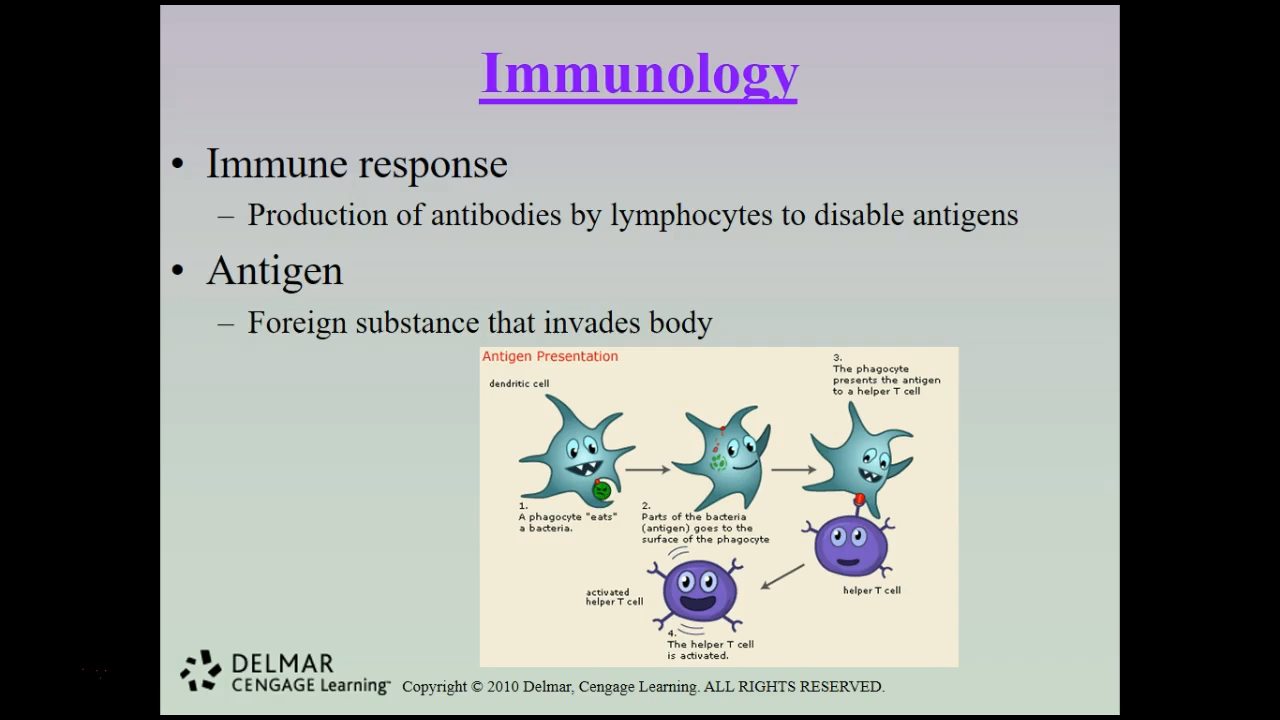 Immunology
• Immune response
– Production of antibodies by lymphocytes to disable antigens
• Antigen
– Foreign substance that invades body
Antigen Presentation
dendritic cell
1.
A phagocyte "eats"
a bacteria.
2.
Parts of the bacteria
(antigen) goes to the
surface of the phagocyte
3.
The phagocyte
presents the antigen
to a helper T cell
helper T cell
activated
helper T cell
4.
The helper T cell
is activated.
DELMAR
CENGAGE Learning™
Copyright © 2010 Delmar, Cengage Learning. ALL RIGHTS RESERVED.